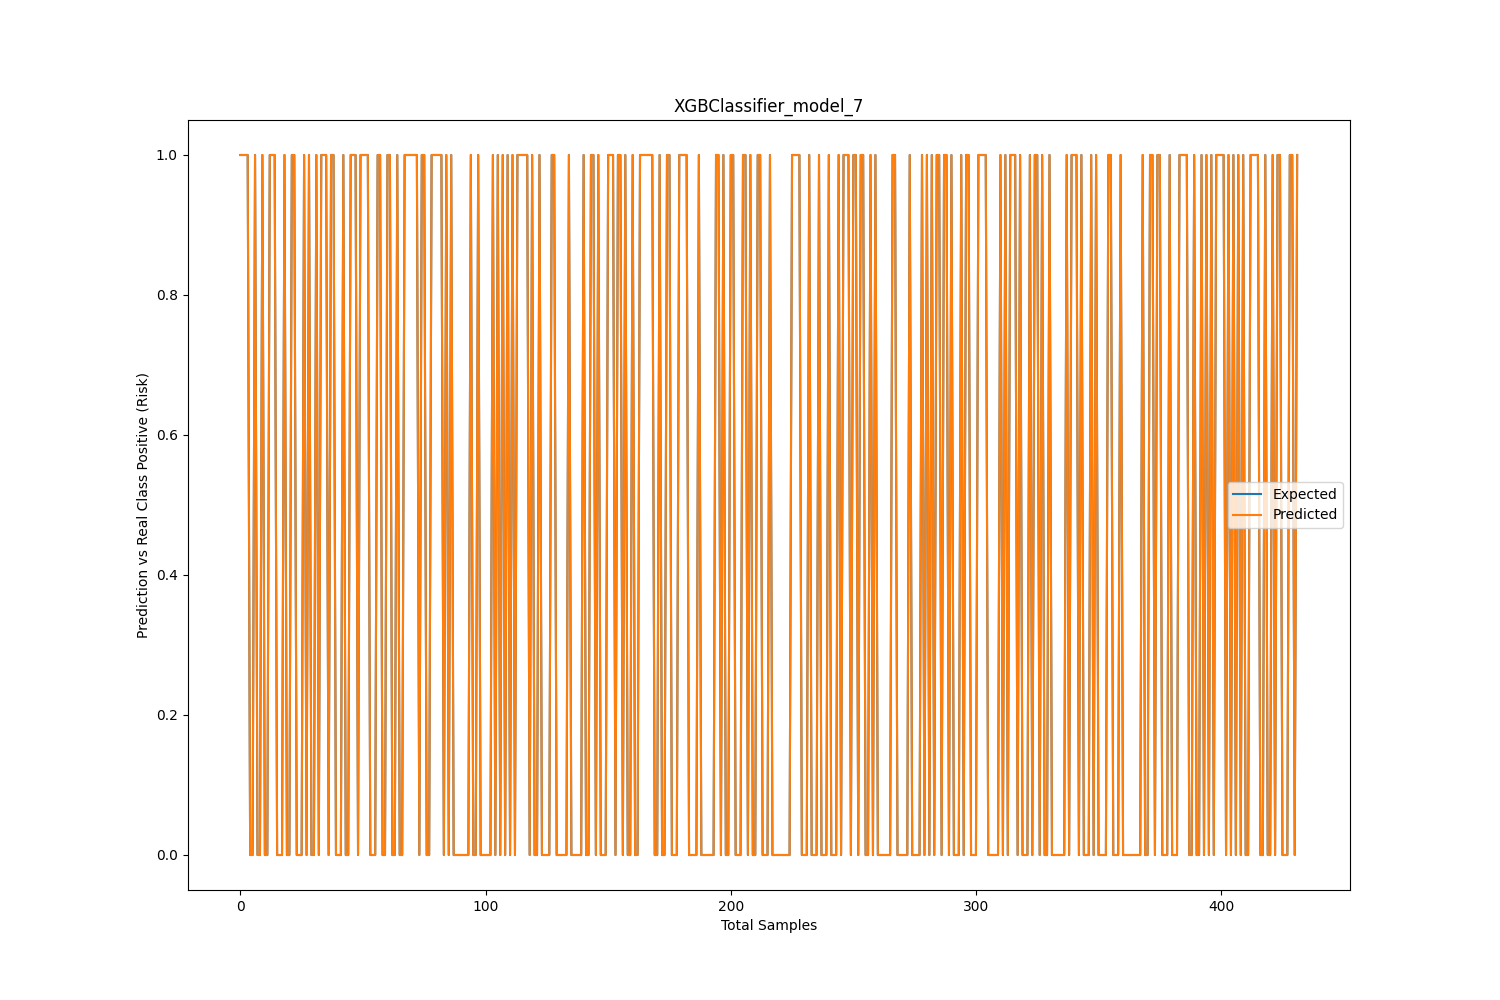 XGBClassifier_model_7
Prediction vs Real Class Positive (Risk)
1.0
0.8
0.6
0.4
0.2
0.0
Expected
Predicted
0 100 200 300 400
Total Samples